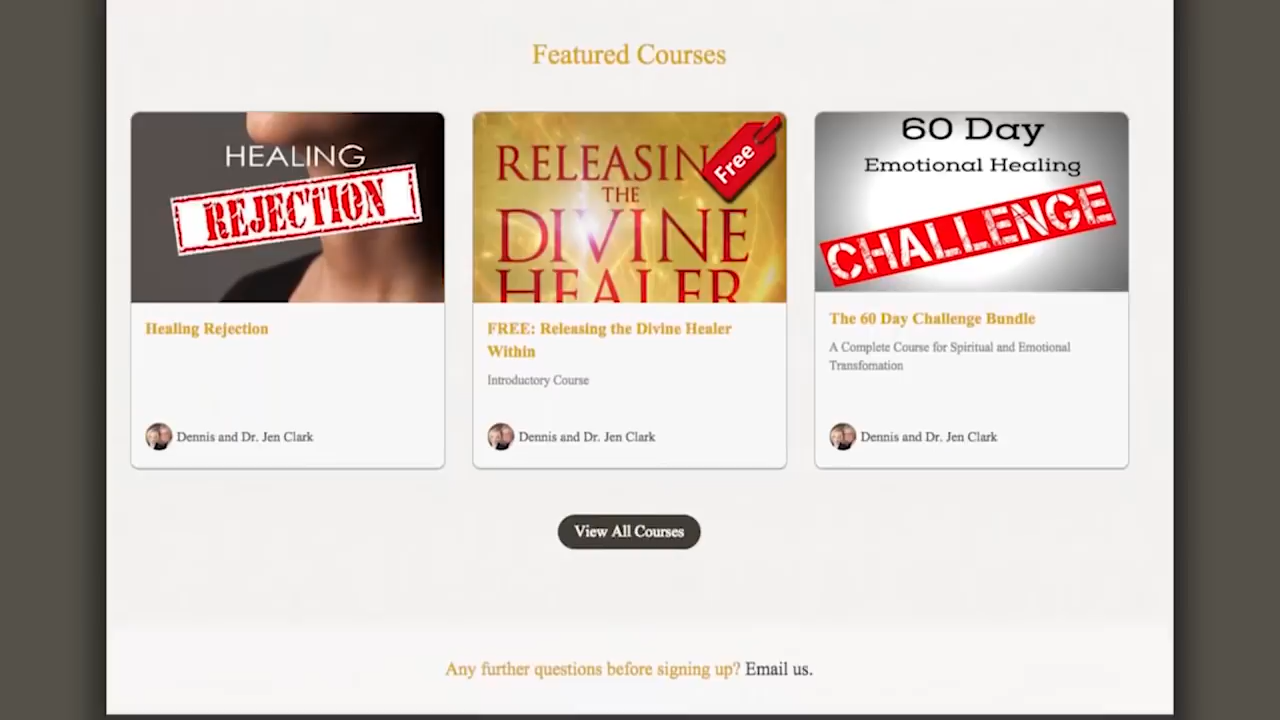 Featured Courses
HEALING
REJECTION
Healing Rejection
Dennis and Dr. Jen Clark
RELEASIN
Free
THE
DIVINE
HEALER
FREE: Releasing the Divine Healer
Within
Introductory Course
Dennis and Dr. Jen Clark
60 Day
Emotional Healing
CHALLENGE
The 60 Day Challenge Bundle
A Complete Course for Spiritual and Emotional
Transfomation
Dennis and Dr. Jen Clark
View All Courses
Any further questions before signing up? Email us.